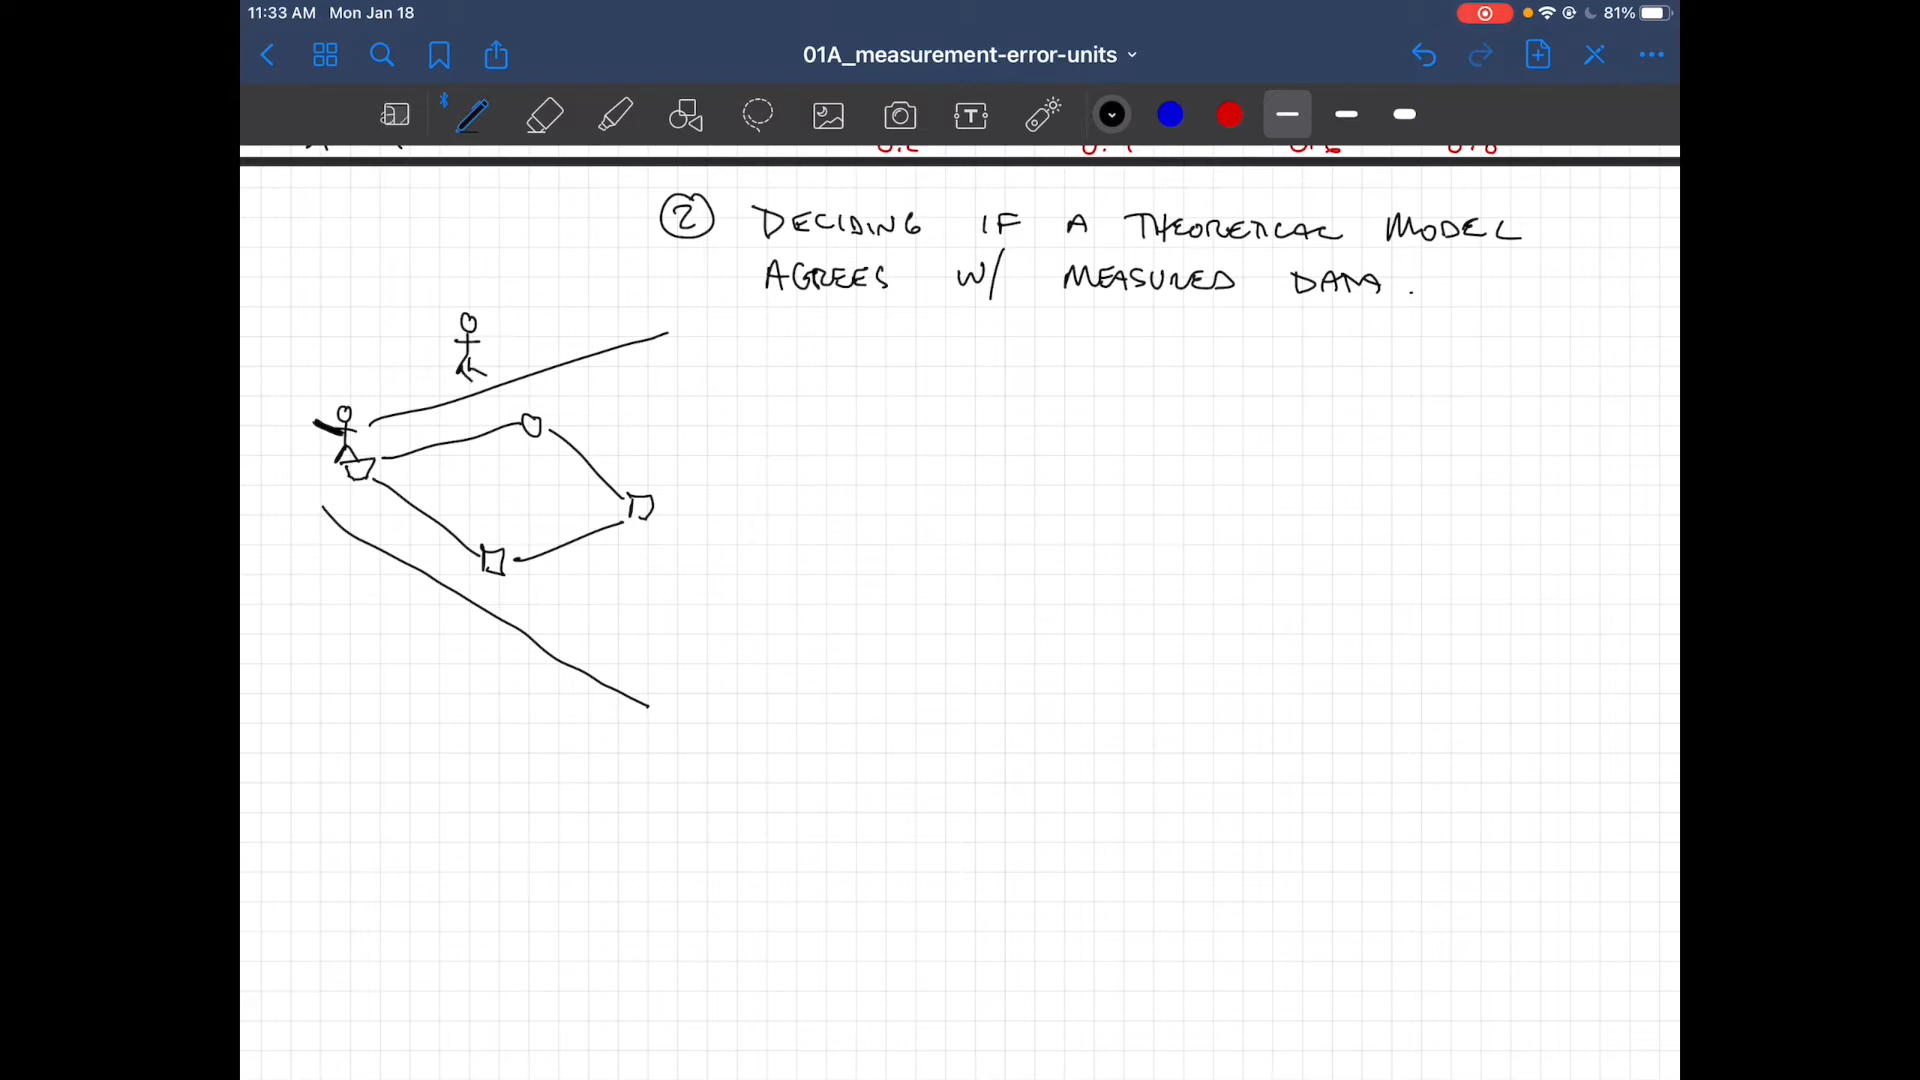 11:33 AM Mon Jan 18
81%
01A_measurement-error-units
② DECIDING IF A THEORETICAL MODEL
AGREES W/ MEASURED DATA.